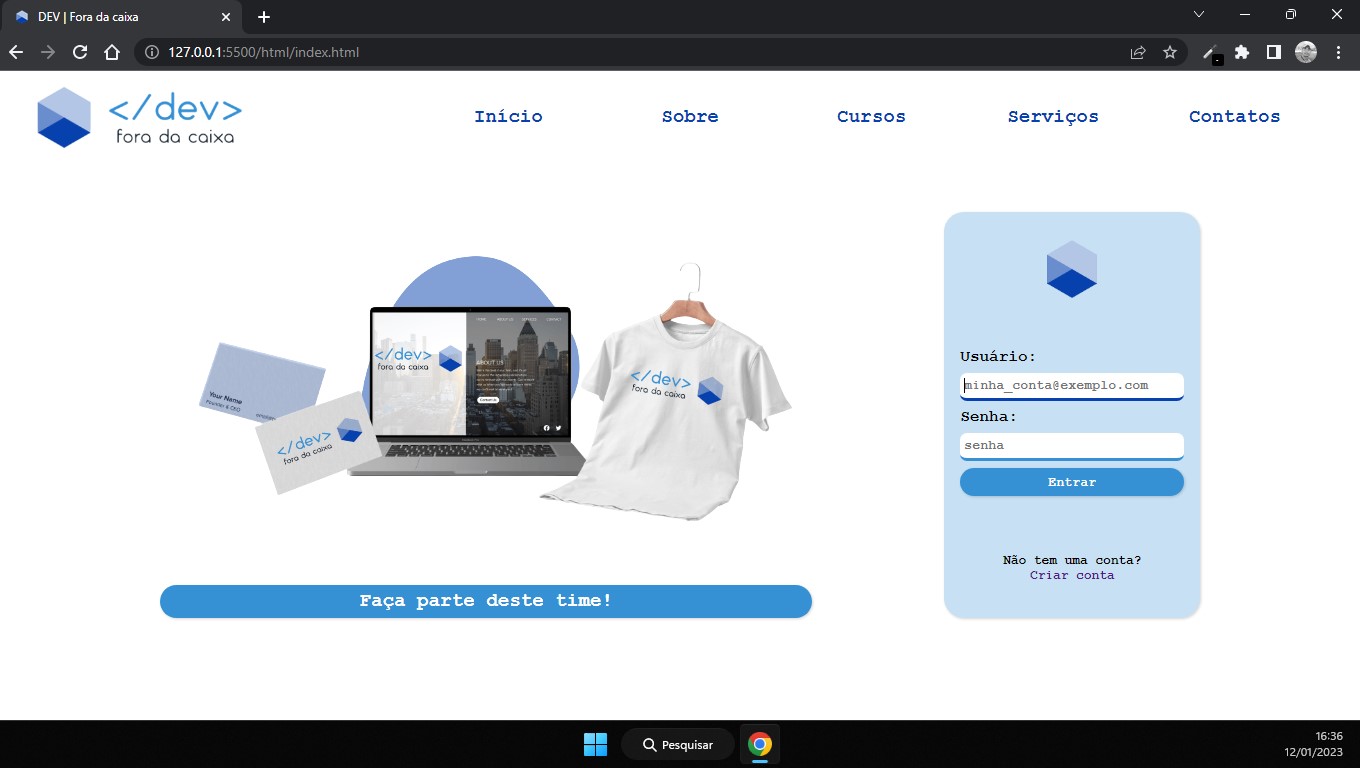 DEV | Fora da caixa
127.0.0.1:5500/html/index.html
</dev>
fora da caixa
Início
Sobre
Cursos
Serviços
Contatos
HOME
ABOUT US
SERVICES
CONTACT
</dev>
fora da caixa
ABOUT US
Contact us
</dev>
fora da caixa
Your Name
Founder & CEO
</dev>
fora da caixa
Usuário:
minha_conta@exemplo.com
Senha:
senha
Entrar
Não tem uma conta?
Criar conta
Faça parte deste time!
Pesquisar
16:36
12/01/2023